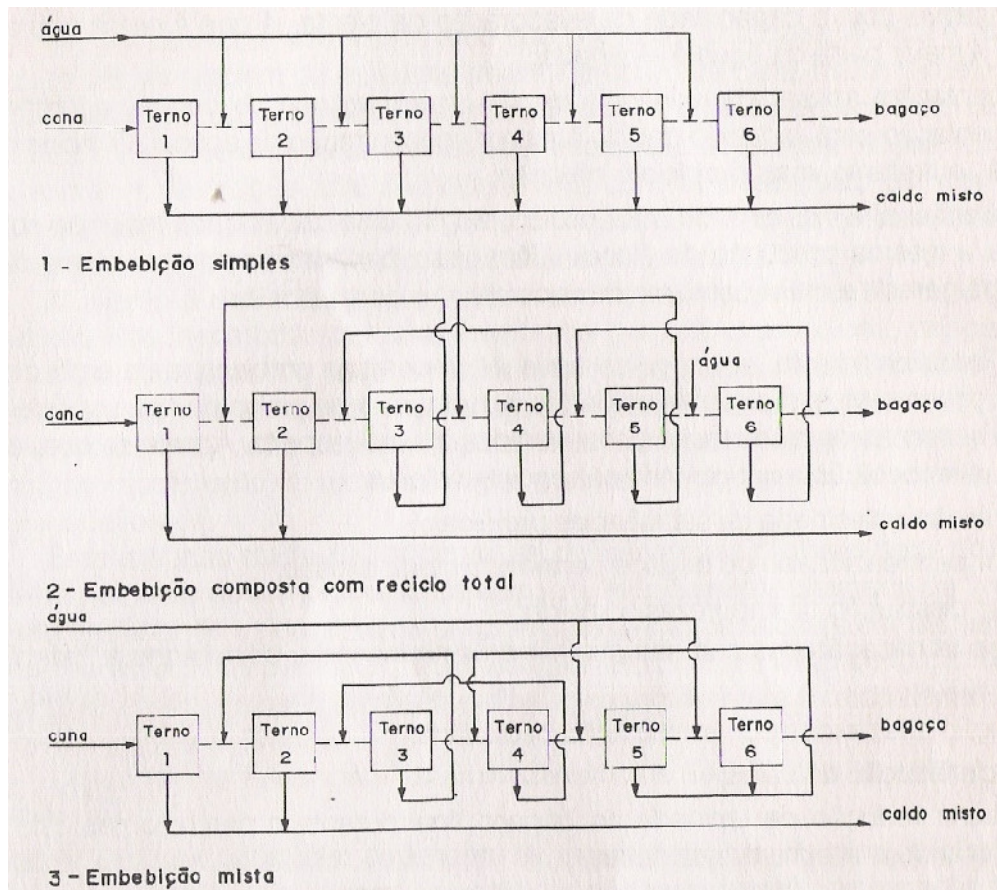 água
cana Terno 1 Terno 2 Terno 3 Terno 4 Terno 5 Terno 6 bagaço
caldo misto
1 - Embebição simples
água
cana Terno 1 Terno 2 Terno 3 Terno 4 Terno 5 Terno 6 bagaço
caldo misto
2 - Embebição composta com reciclo total
água
cana Terno 1 Terno 2 Terno 3 Terno 4 Terno 5 Terno 6 bagaço
caldo misto
3 - Embebição mista